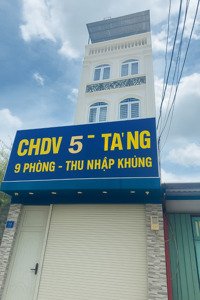 CHDV 5 TẦNG
9 PHÒNG - THU NHẬP KHỦNG